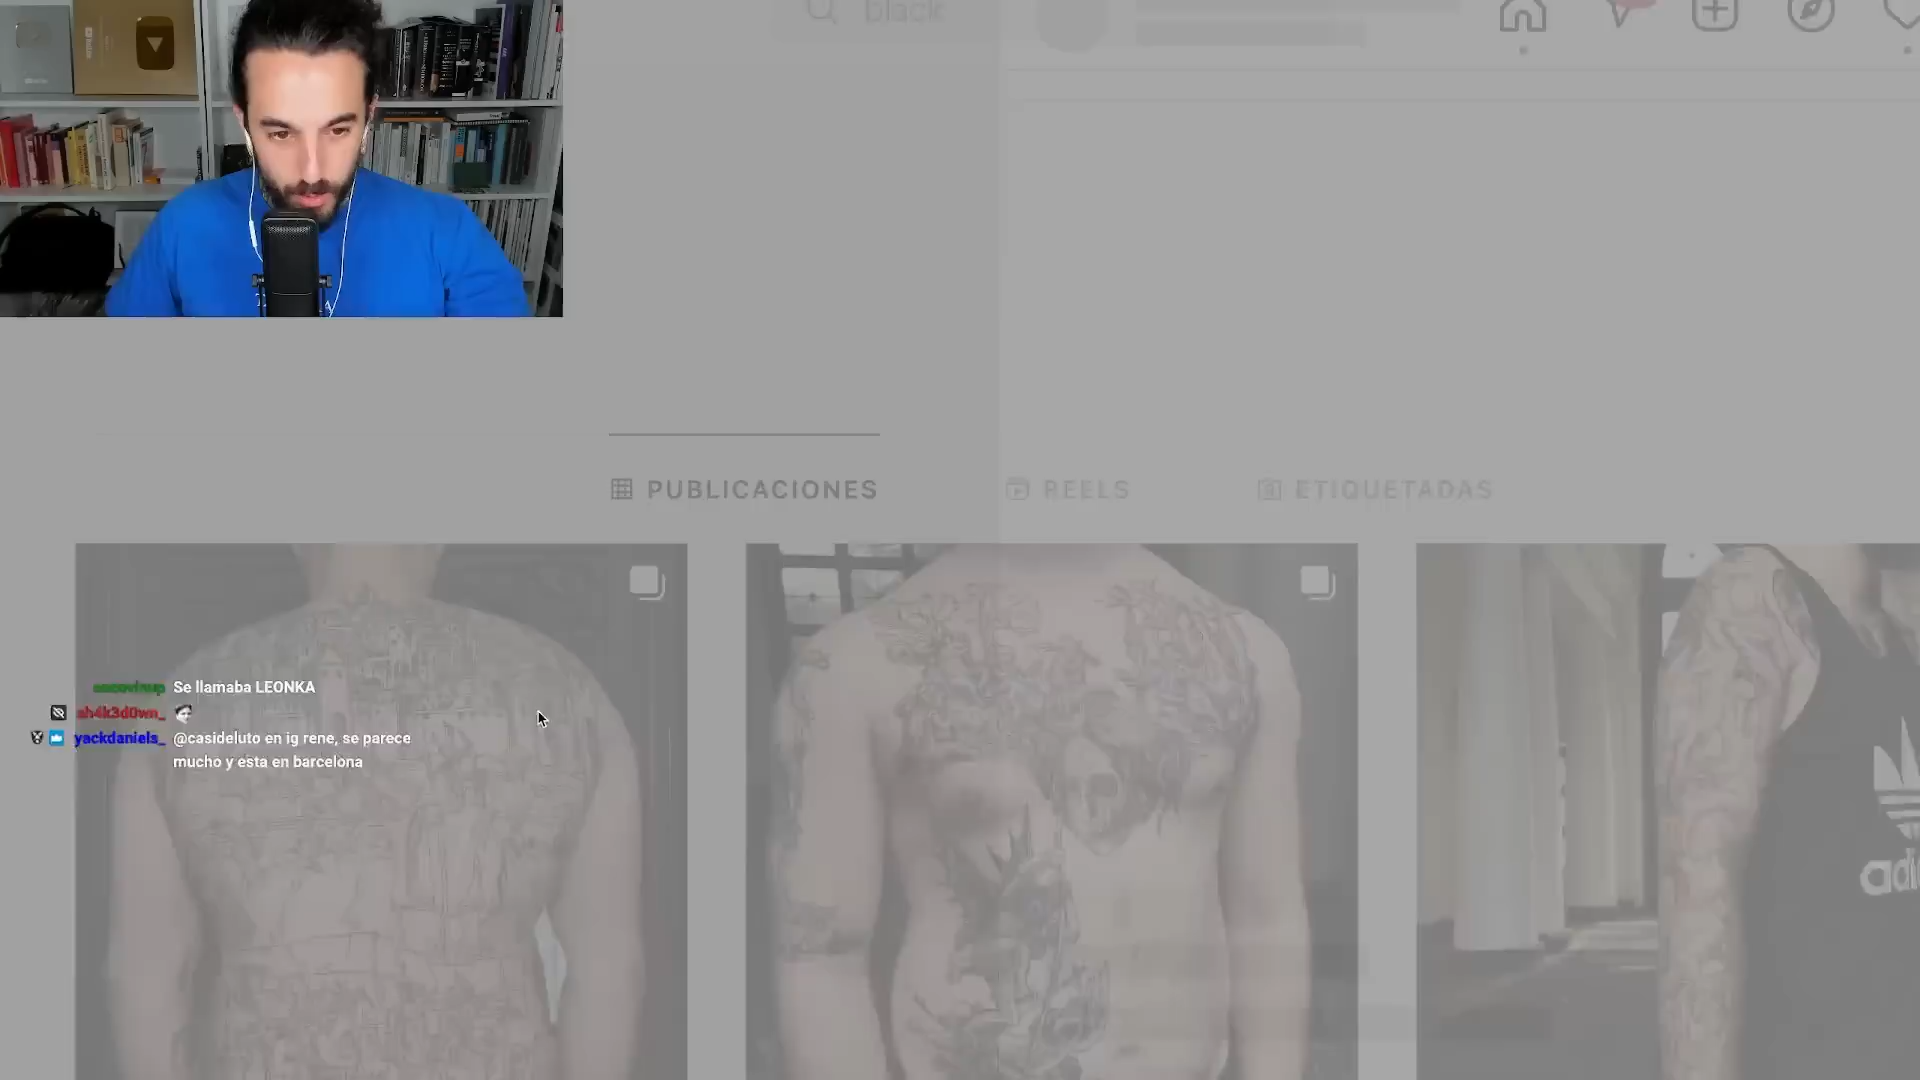 black
PUBLICACIONES
REELS
ETIQUETADAS
Se llamaba LEONKA
sh4k3d0wn_
yackdaniels_ @casideluto en ig rene, se parece
mucho y esta en barcelona